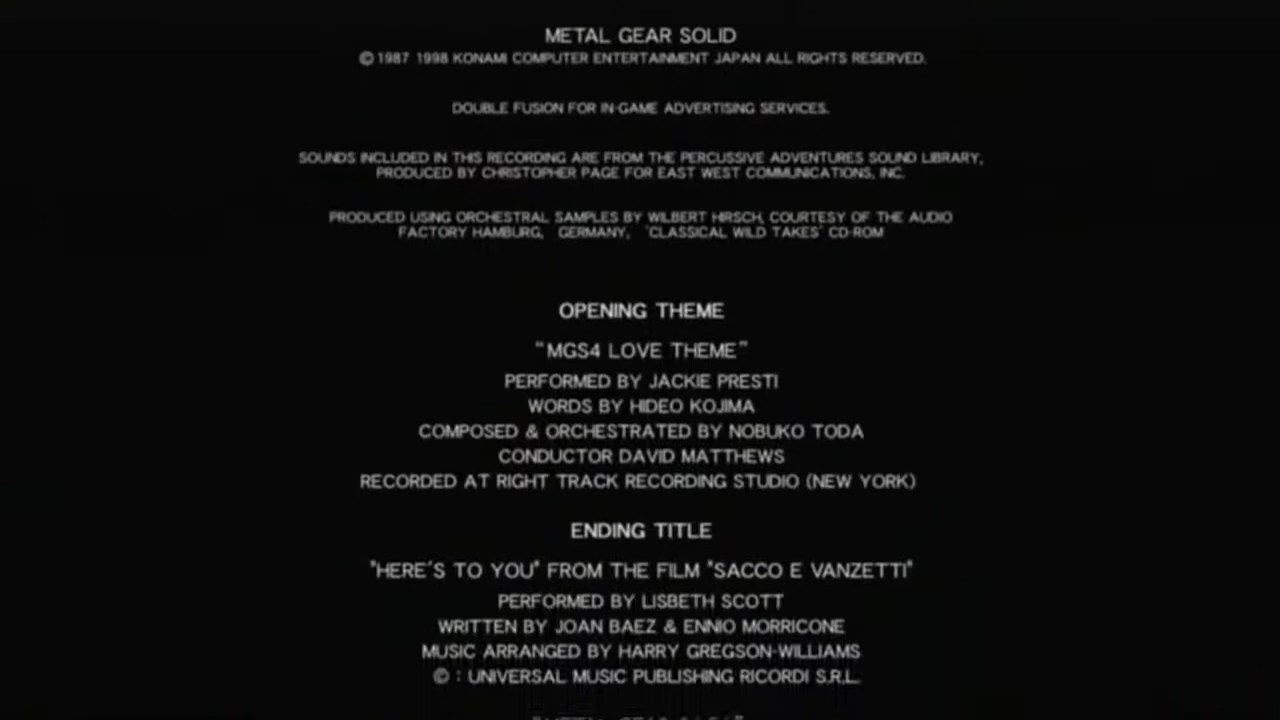 METAL GEAR SOLID
© 1987 1998 KONAMI COMPUTER ENTERTAINMENT JAPAN ALL RIGHTS RESERVED.
DOUBLE FUSION FOR IN-GAME ADVERTISING SERVICES.
SOUNDS INCLUDED IN THIS RECORDING ARE FROM THE PERCUSSIVE ADVENTURES SOUND LIBRARY,
PRODUCED BY CHRISTOPHER PAGE FOR EAST WEST COMMUNICATIONS, INC.
PRODUCED USING ORCHESTRAL SAMPLES BY WILBERT HIRSCH, COURTESY OF THE AUDIO
FACTORY HAMBURG, GERMANY, 'CLASSICAL WILD TAKES' CD-ROM
OPENING THEME
“MGS4 LOVE THEME”
PERFORMED BY JACKIE PRESTI
WORDS BY HIDEO KOJIMA
COMPOSED & ORCHESTRATED BY NOBUKO TODA
CONDUCTOR DAVID MATTHEWS
RECORDED AT RIGHT TRACK RECORDING STUDIO (NEW YORK)
ENDING TITLE
"HERE'S TO YOU" FROM THE FILM "SACCO E VANZETTI"
PERFORMED BY LISBETH SCOTT
WRITTEN BY JOAN BAEZ & ENNIO MORRICONE
MUSIC ARRANGED BY HARRY GREGSON-WILLIAMS
© : UNIVERSAL MUSIC PUBLISHING RICORDI S.R.L.